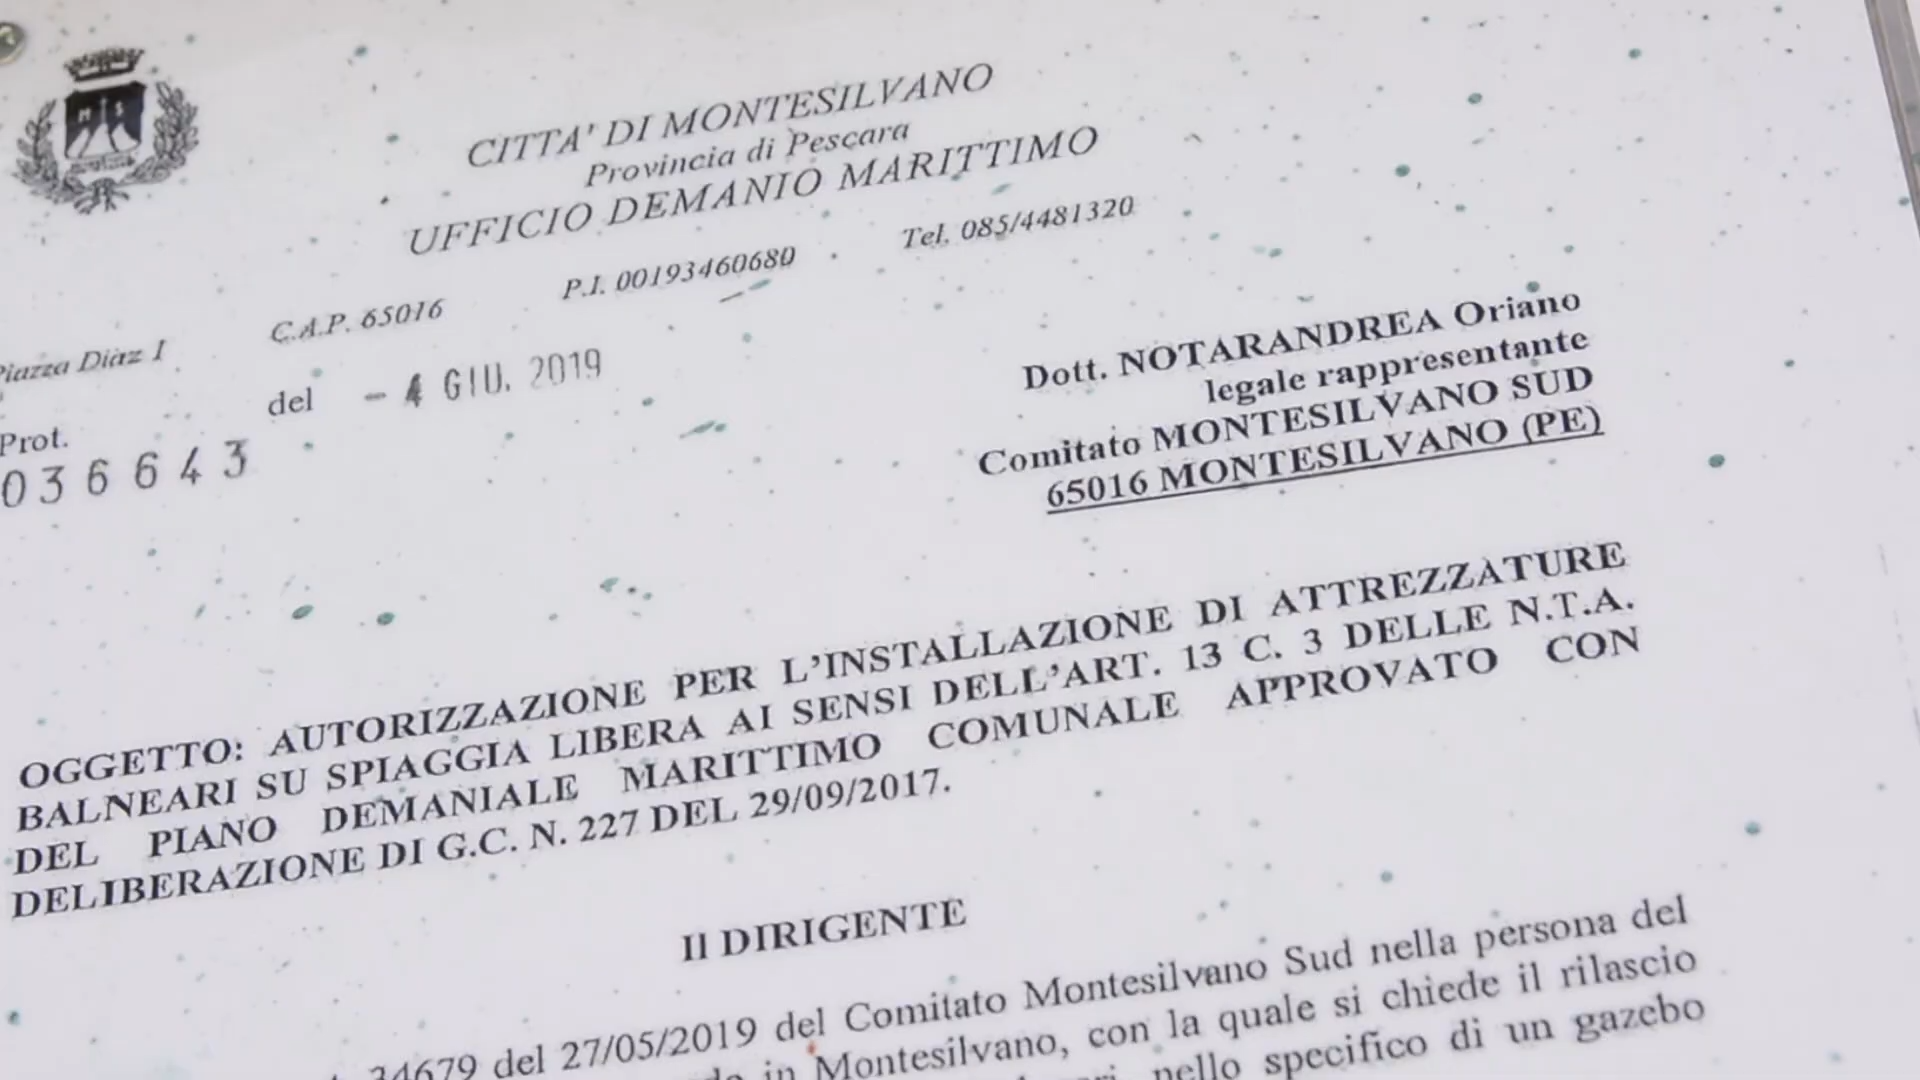 CITTA' DI MONTESILVANO
Provincia di Pescara
UFFICIO DEMANIO MARITTIMO
Piazza Diaz 1 C.A.P. 65016 P.I. 00193460680 Tel. 085/4481320
Prot. 036643 del - 4 GIU. 2019
Dott. NOTARANDREA Oriano
legale rappresentante
Comitato MONTESILVANO SUD
65016 MONTESILVANO (PE)
OGGETTO: AUTORIZZAZIONE PER L'INSTALLAZIONE DI ATTREZZATURE
BALNEARI SU SPIAGGIA LIBERA AI SENSI DELL'ART. 13 C. 3 DELLE N.T.A.
DEL PIANO DEMANIALE MARITTIMO COMUNALE APPROVATO CON
DELIBERAZIONE DI G.C. N. 227 DEL 29/09/2017.
Il DIRIGENTE
34679 del 27/05/2019 del Comitato Montesilvano Sud nella persona del
in Montesilvano, con la quale si chiede il rilascio
nello specifico di un gazebo